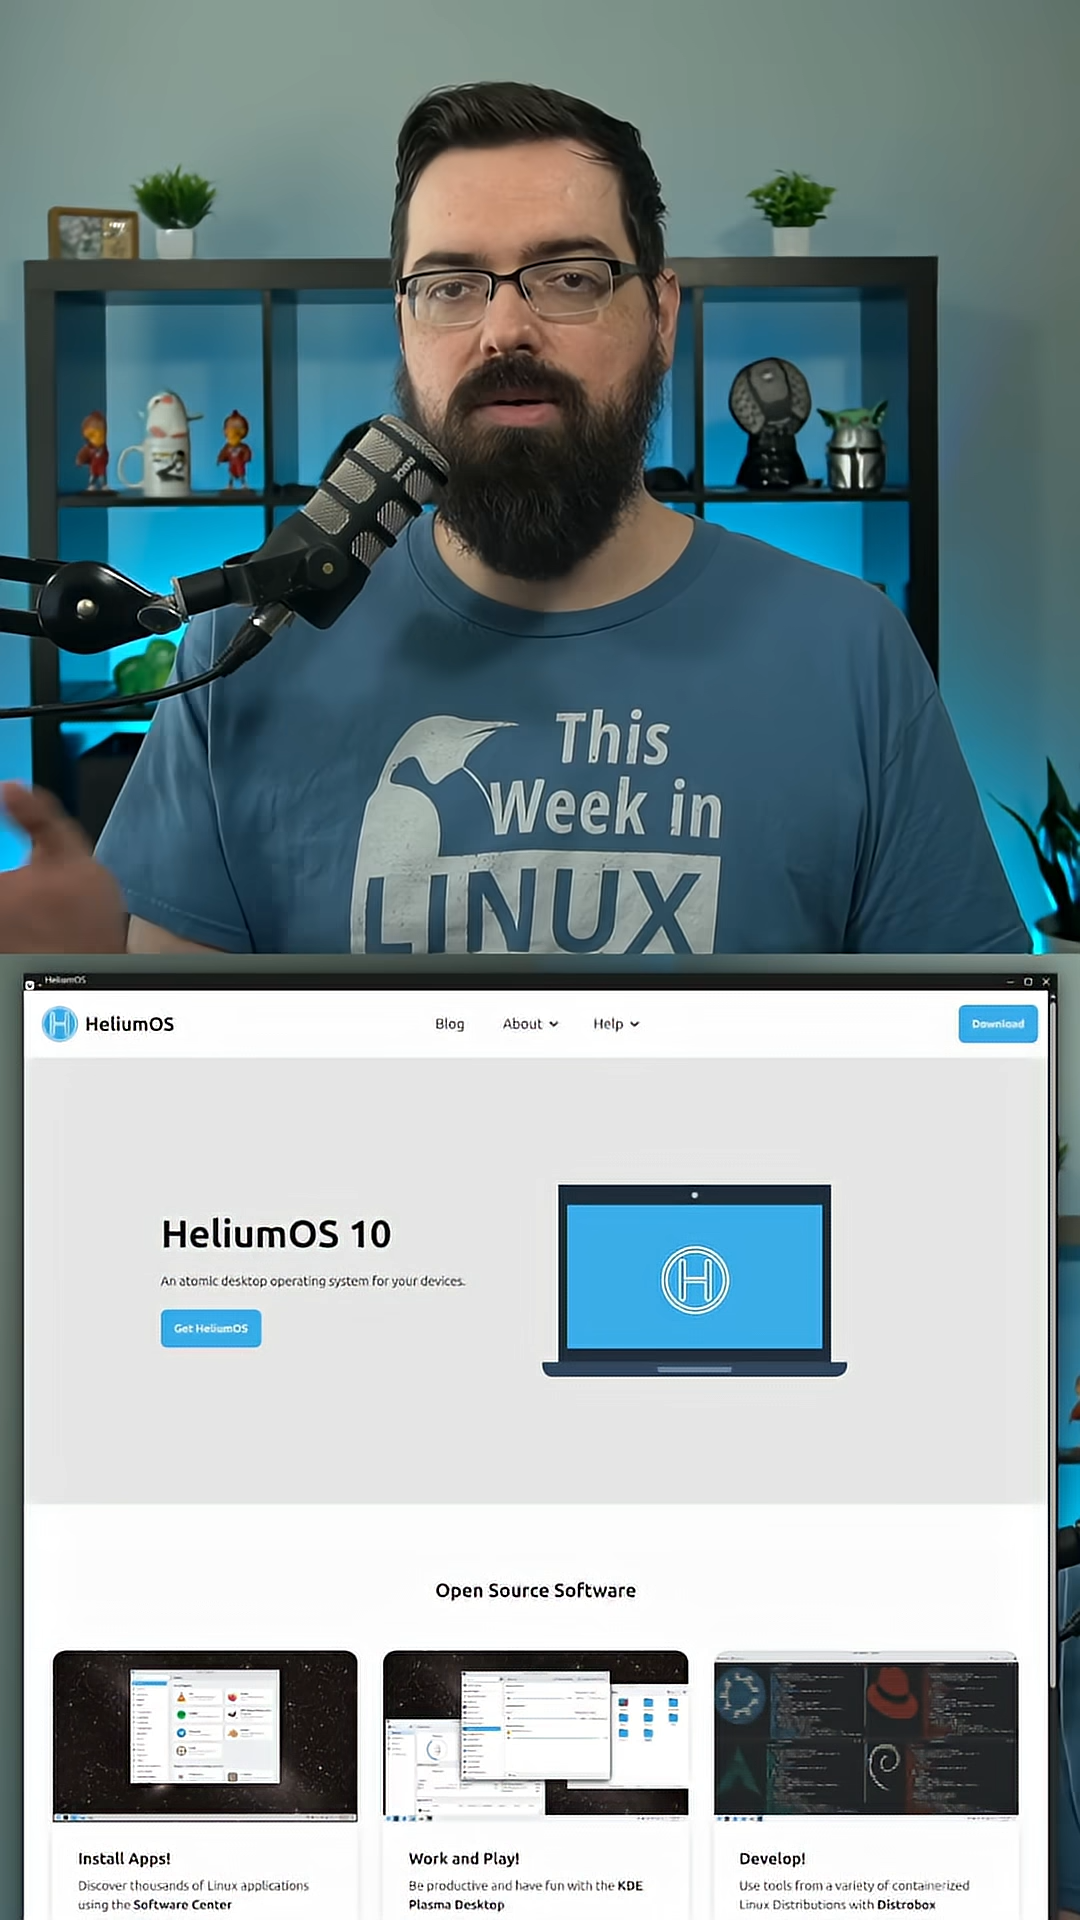 RODE
This
Week in
LINUX
HeliumOS
HeliumOS
Blog
About
Help
Download
HeliumOS 10
An atomic desktop operating system for your devices.
Get HeliumOS
Open Source Software
Install Apps!
Discover thousands of Linux applications
using the Software Center
Work and Play!
Be productive and have fun with the KDE
Plasma Desktop
Develop!
Use tools from a variety of containerized
Linux Distributions with Distrobox